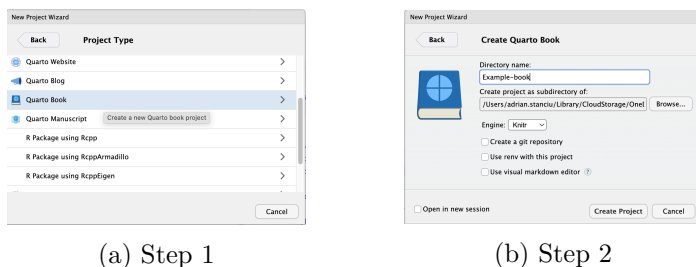 New Project Wizard
Back
Project Type
Quarto Website
Quarto Blog
Quarto Book
Quarto Manuscript
Create a new Quarto book project
R Package using Rcpp
R Package using RcppArmadillo
R Package using RcppEigen
Cancel
(a) Step 1
New Project Wizard
Back
Create Quarto Book
Directory name:
Example-book
Create project as subdirectory of:
/Users/adrian.stanciu/Library/CloudStorage/OneI
Browse...
Engine: Knitr
Create a git repository
Use renv with this project
Use visual markdown editor ?
Open in new session
Create Project
Cancel
(b) Step 2